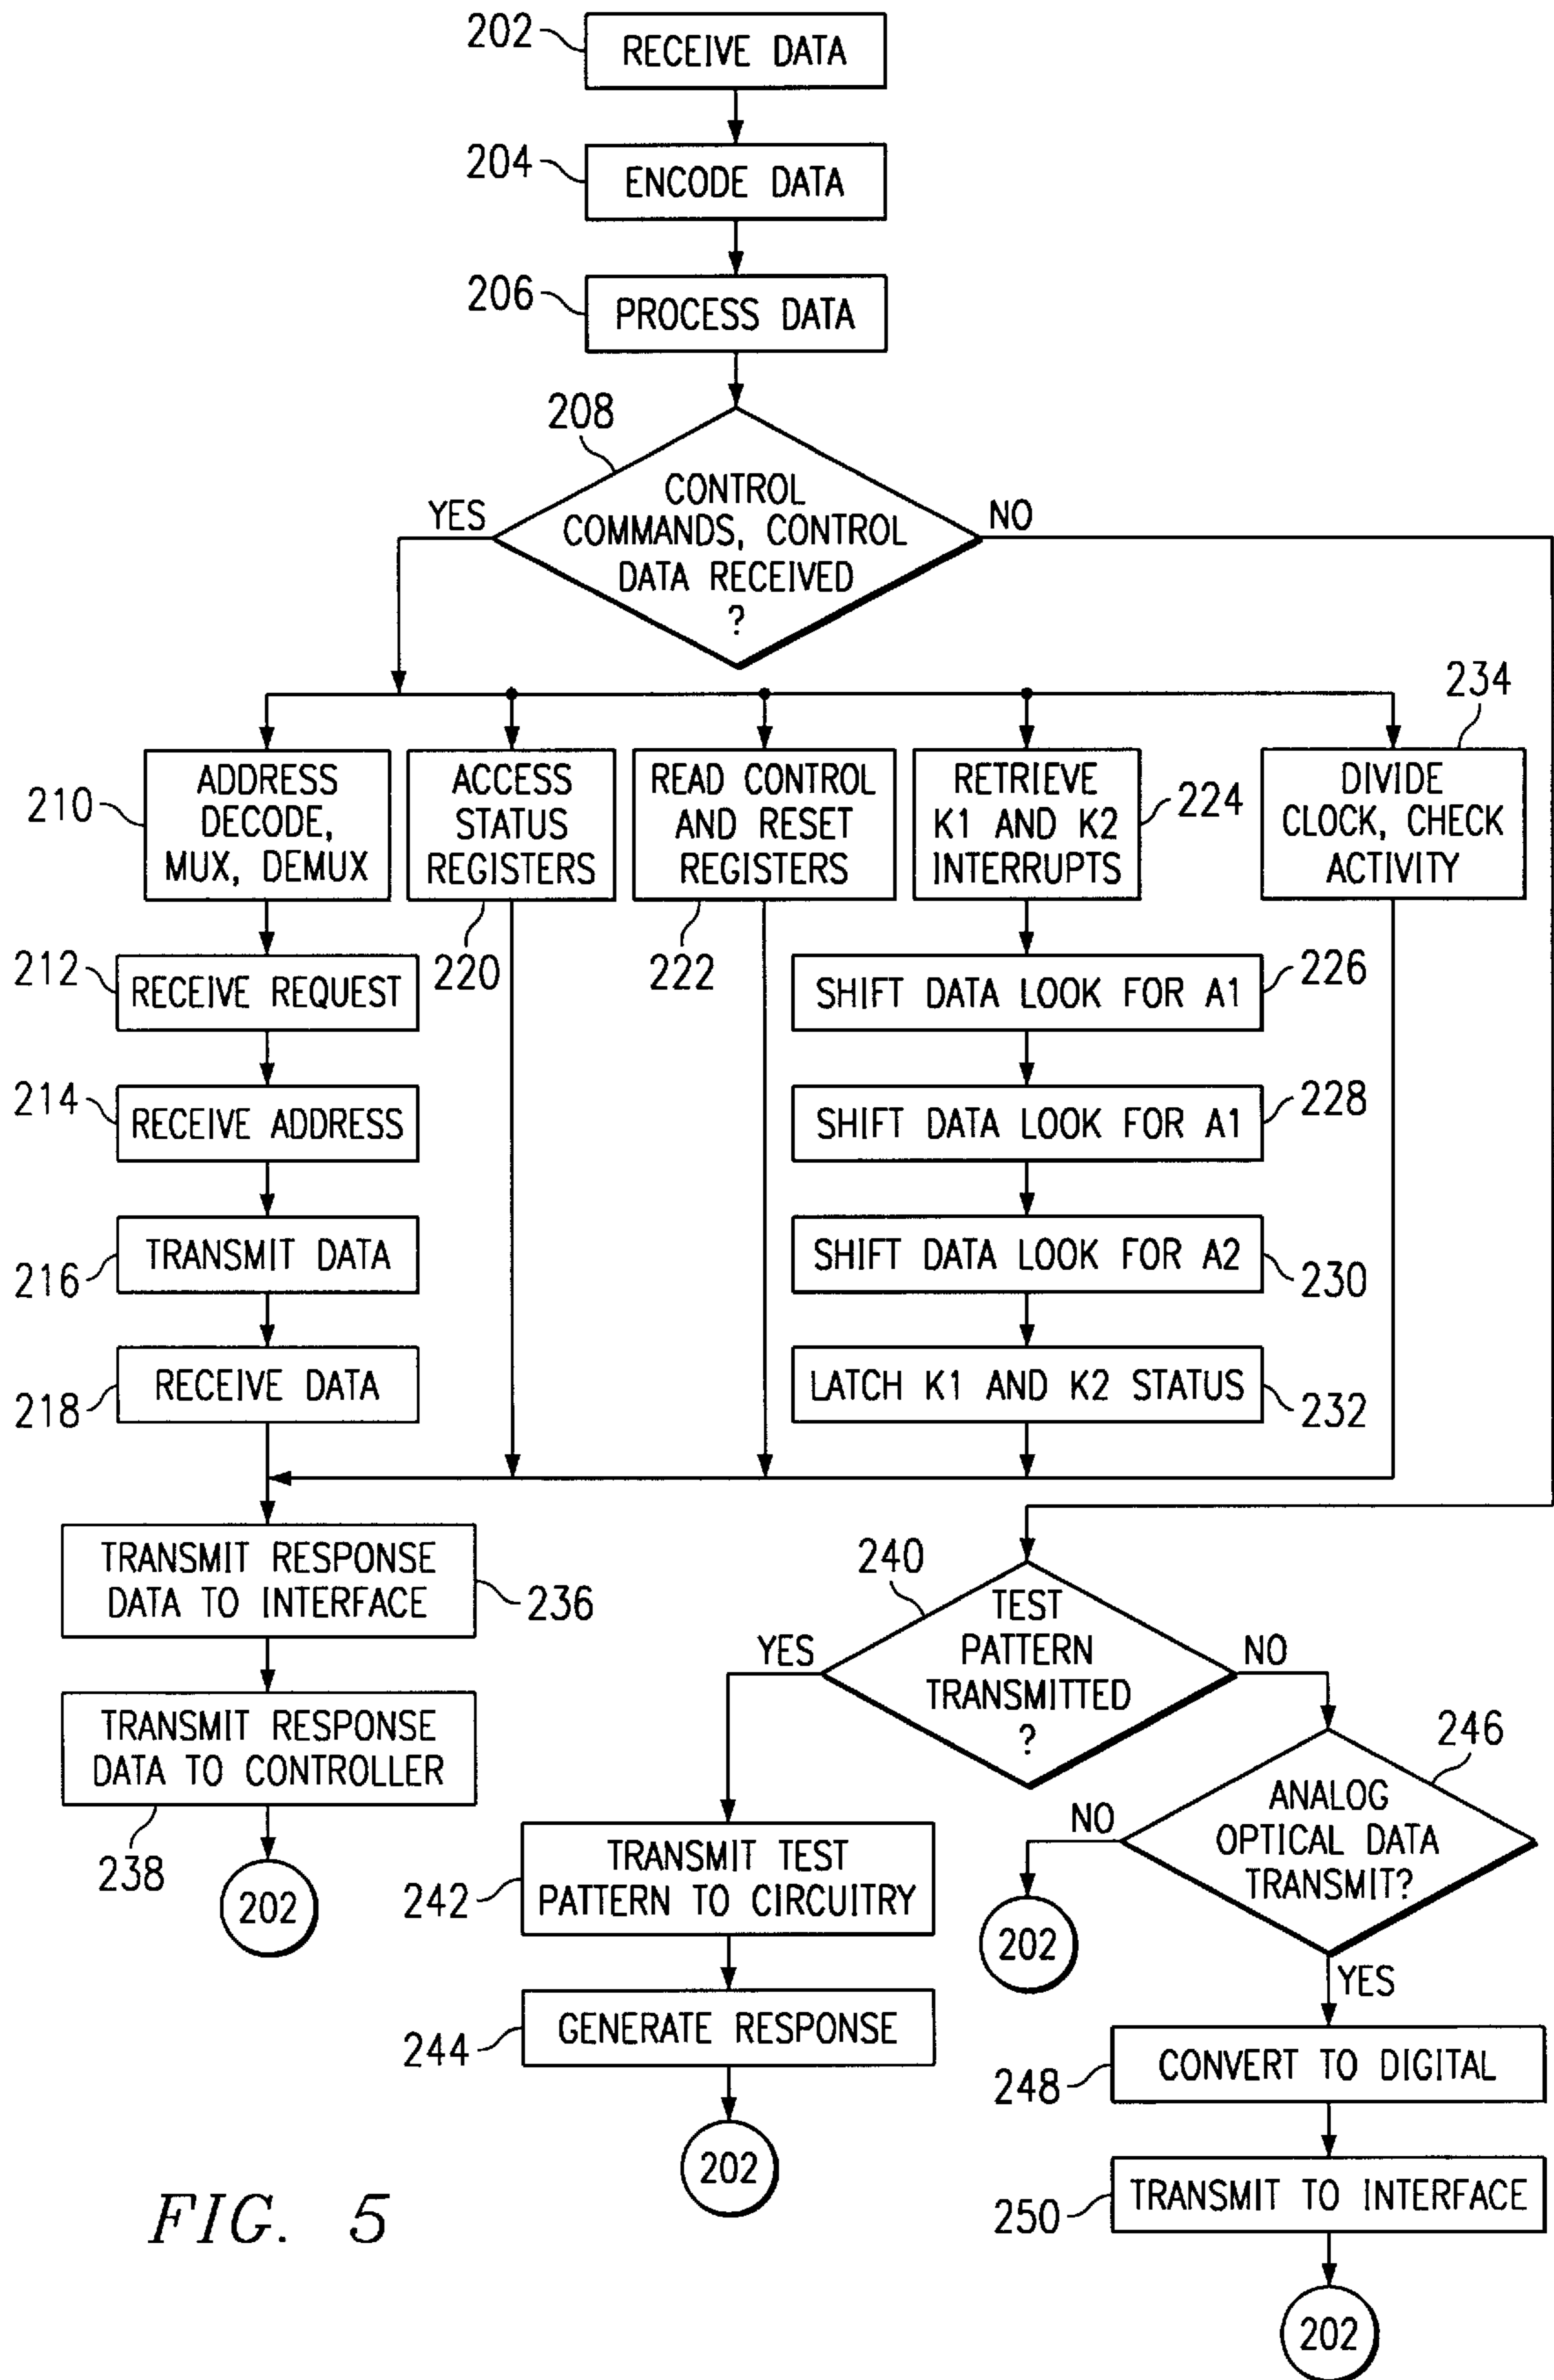 202
RECEIVE DATA
204
ENCODE DATA
206
PROCESS DATA
208
CONTROL
COMMANDS, CONTROL
DATA RECEIVED
?
YES
NO
234
210
ADDRESS
DECODE,
MUX, DEMUX
ACCESS
STATUS
REGISTERS
READ CONTROL
AND RESET
REGISTERS
RETRIEVE
K1 AND K2
INTERRUPTS
224
DIVIDE
CLOCK, CHECK
ACTIVITY
212
RECEIVE REQUEST
220
222
SHIFT DATA LOOK FOR A1
226
214
RECEIVE ADDRESS
SHIFT DATA LOOK FOR A1
228
216
TRANSMIT DATA
SHIFT DATA LOOK FOR A2
230
218
RECEIVE DATA
LATCH K1 AND K2 STATUS
232
TRANSMIT RESPONSE
DATA TO INTERFACE
236
240
TEST
PATTERN
TRANSMITTED
?
YES
NO
TRANSMIT RESPONSE
DATA TO CONTROLLER
238
202
246
ANALOG
OPTICAL DATA
TRANSMIT?
NO
202
YES
242
TRANSMIT TEST
PATTERN TO CIRCUITRY
244
GENERATE RESPONSE
202
248
CONVERT TO DIGITAL
250
TRANSMIT TO INTERFACE
202
FIG. 5